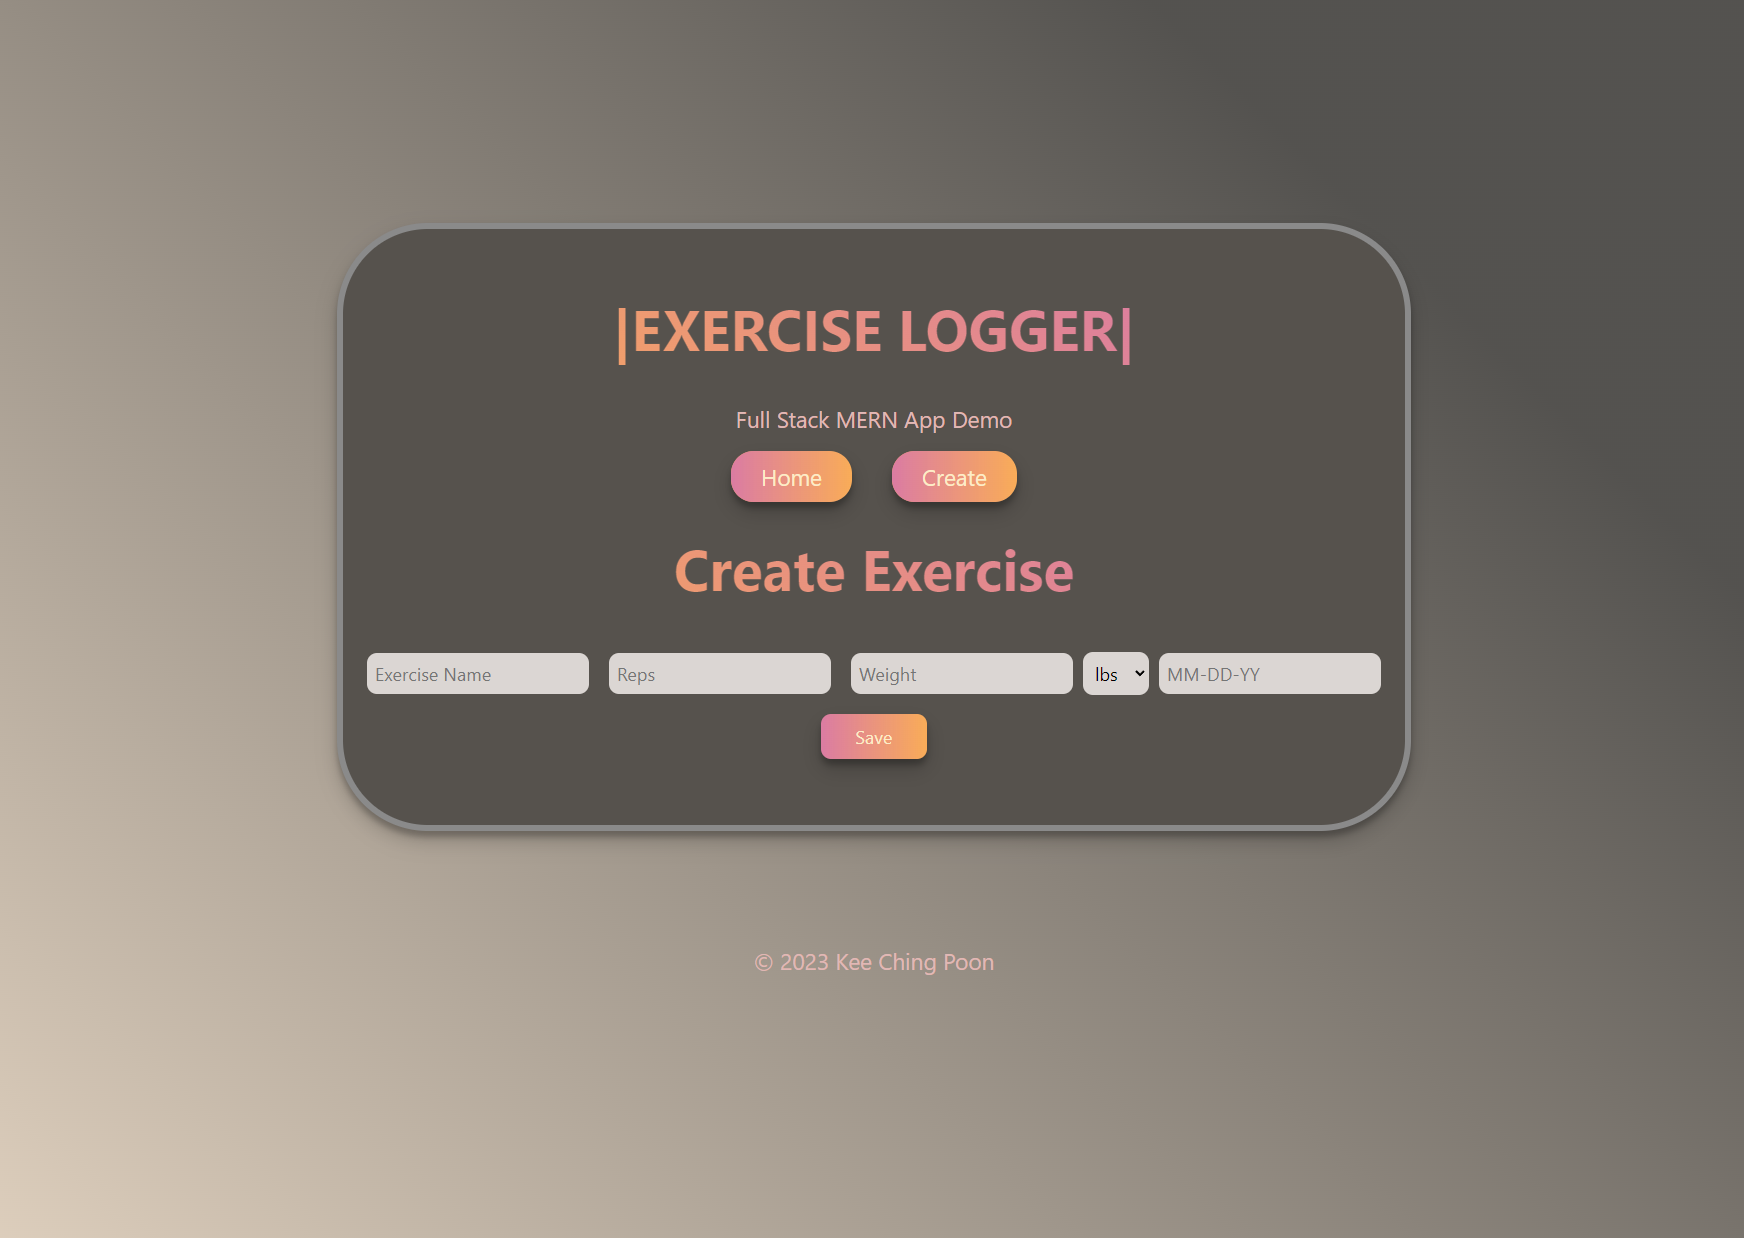 |EXERCISE LOGGER|
Full Stack MERN App Demo
Home Create
Create Exercise
Exercise Name Reps Weight lbs MM-DD-YY
Save
© 2023 Kee Ching Poon